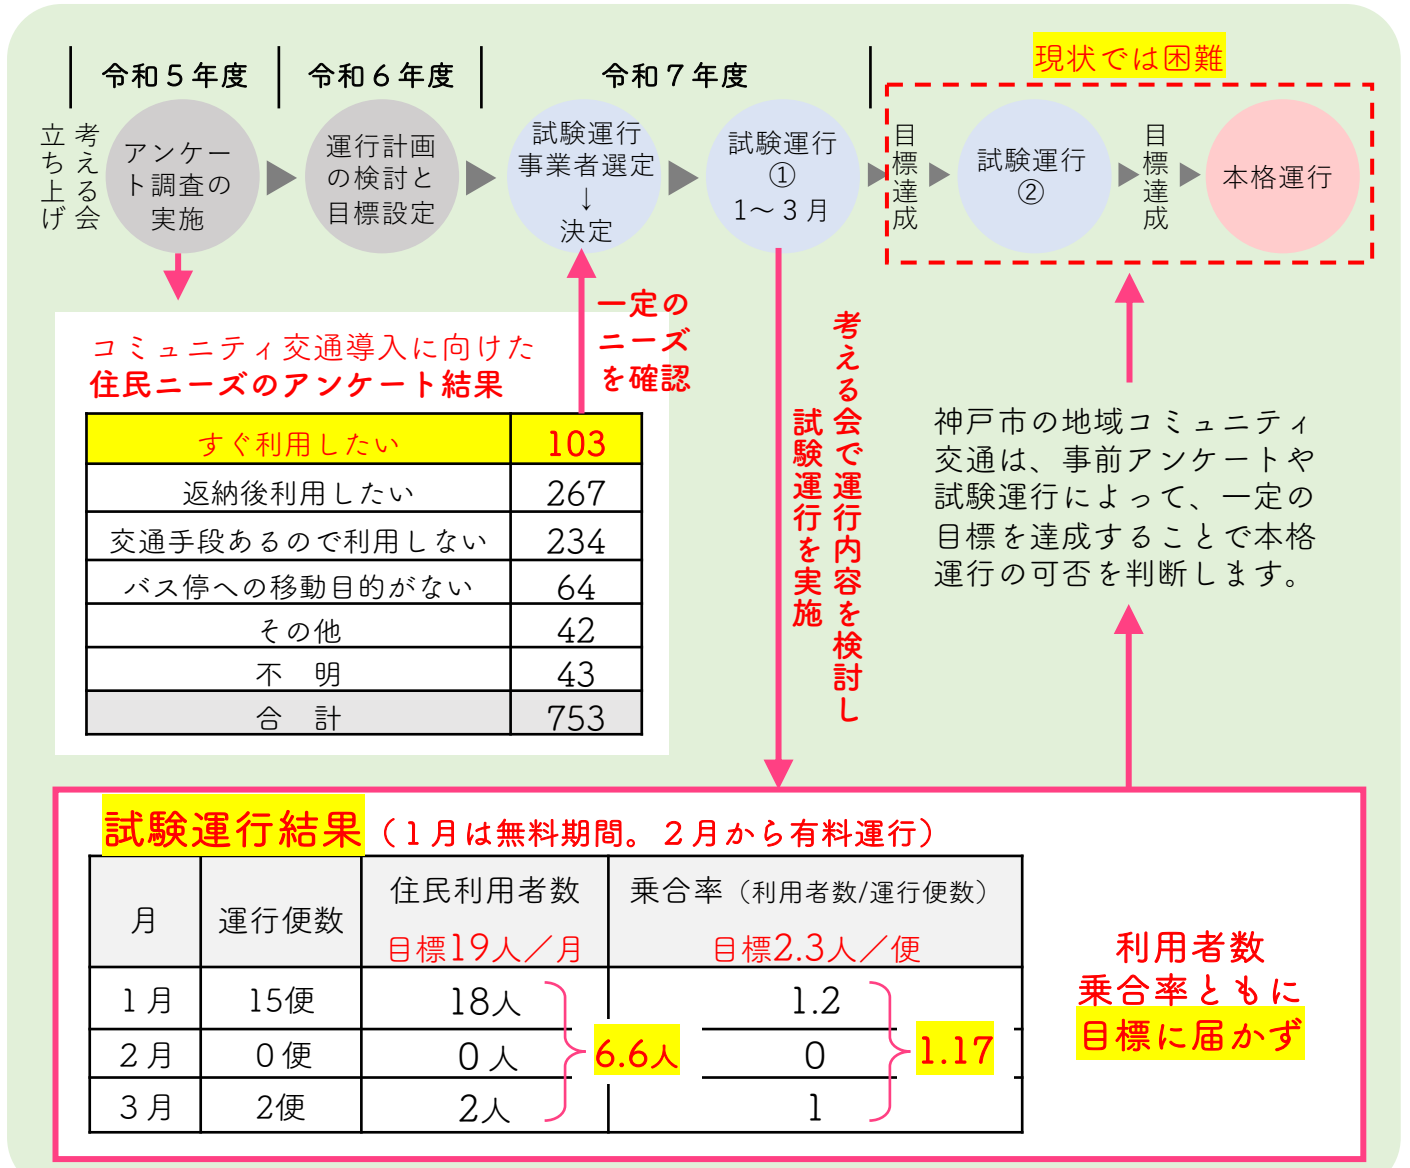 令和５年度
令和６年度
令和７年度
現状では困難
考える会
立ち上げ
アンケー
ト調査の
実施
運行計画
の検討と
目標設定
試験運行
事業者選定
↓
決定
試験運行
①
1～３月
目標達成
試験運行
②
目標達成
本格運行
一定の
ニーズ
を確認
コミュニティ交通導入に向けた
住民ニーズのアンケート結果
すぐ利用したい 103
返納後利用したい 267
交通手段あるので利用しない 234
バス停への移動目的がない 64
その他 42
不　明 43
合　計 753
考える会で運行内容を検討し
試験運行を実施
神戸市の地域コミュニティ
交通は、事前アンケートや
試験運行によって、一定の
目標を達成することで本格
運行の可否を判断します。
試験運行結果（１月は無料期間。２月から有料運行）
月 運行便数 住民利用者数 乗合率（利用者数/運行便数）
目標19人／月 目標2.3人／便
１月 15便 18人 1.2
２月 ０便 ０人 0
３月 2便 2人 1
6.6人 1.17
利用者数
乗合率ともに
目標に届かず